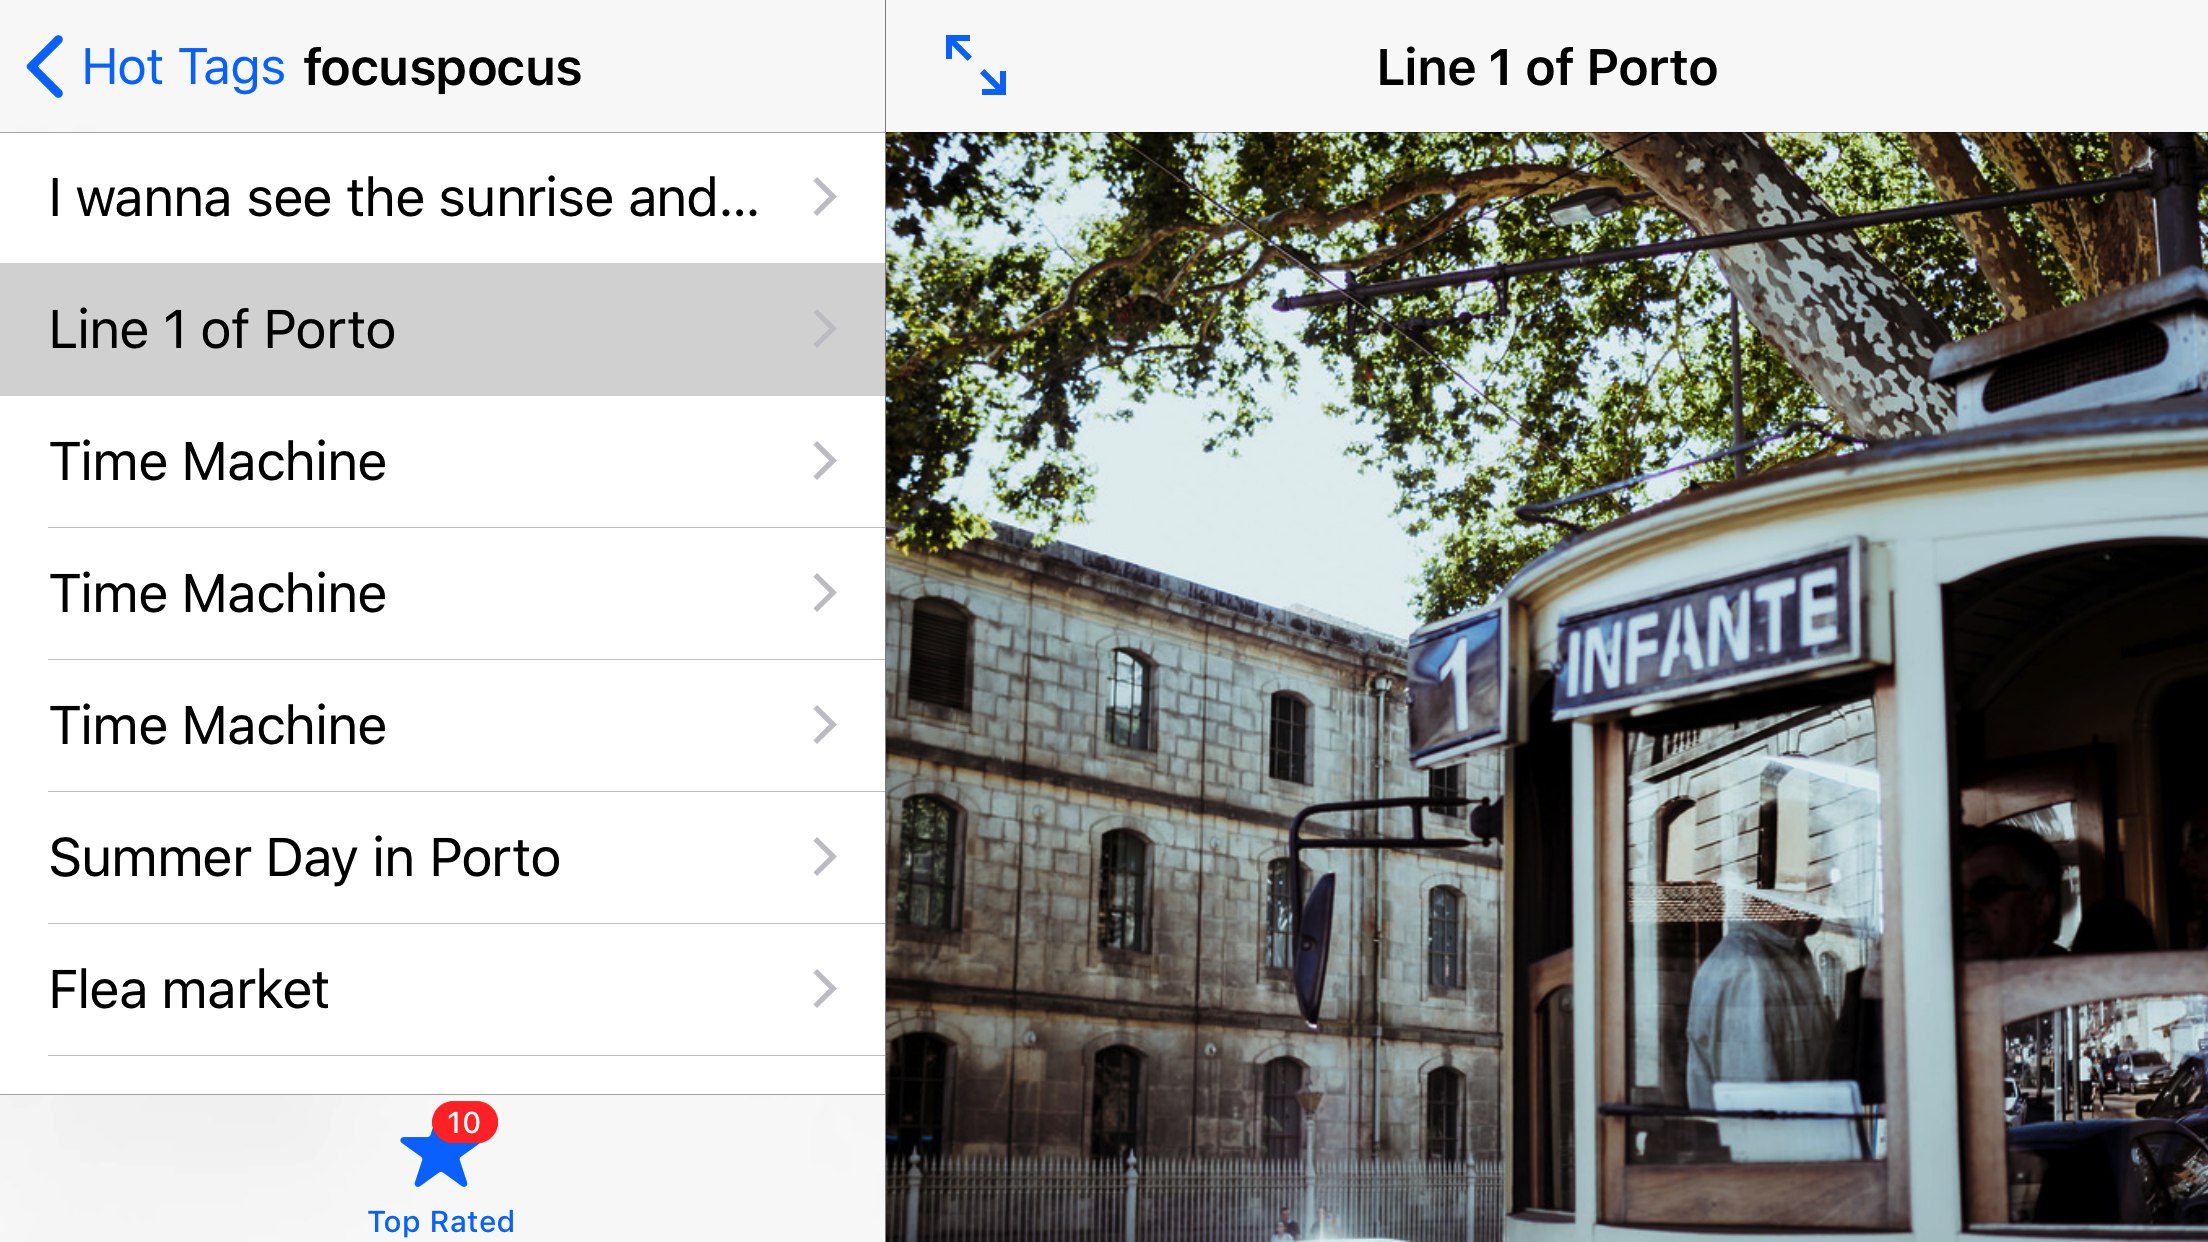 Hot Tags focuspocus
I wanna see the sunrise and...
Line 1 of Porto
Time Machine
Time Machine
Time Machine
Summer Day in Porto
Flea market
10
Top Rated
Line 1 of Porto
1 INFANTE